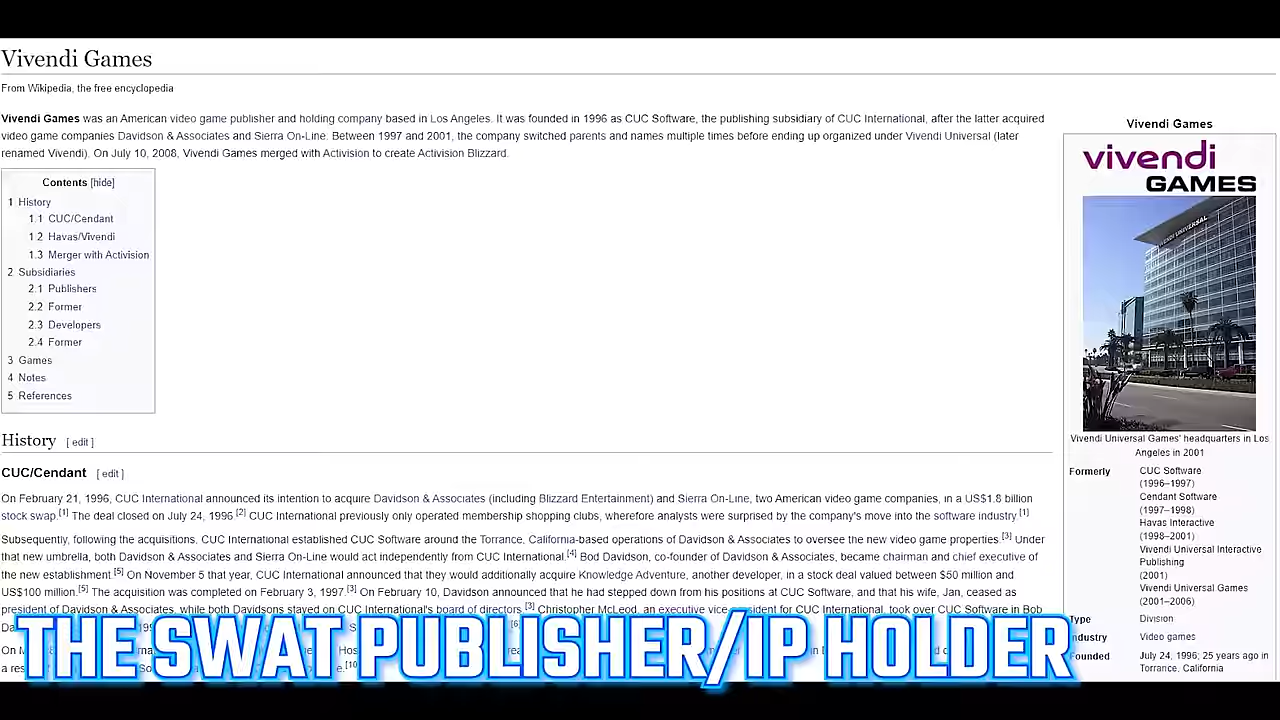 Vivendi Games
From Wikipedia, the free encyclopedia
Vivendi Games was an American video game publisher and holding company based in Los Angeles. It was founded in 1996 as CUC Software, the publishing subsidiary of CUC International, after the latter acquired
video game companies Davidson & Associates and Sierra On-Line. Between 1997 and 2001, the company switched parents and names multiple times before ending up organized under Vivendi Universal (later
renamed Vivendi). On July 10, 2008, Vivendi Games merged with Activision to create Activision Blizzard.
Contents [hide]
1 History
1.1 CUC/Cendant
1.2 Havas/Vivendi
1.3 Merger with Activision
2 Subsidiaries
2.1 Publishers
2.2 Former
2.3 Developers
2.4 Former
3 Games
4 Notes
5 References
History [ edit ]
CUC/Cendant [ edit ]
On February 21, 1996, CUC International announced its intention to acquire Davidson & Associates (including Blizzard Entertainment) and Sierra On-Line, two American video game companies, in a US$1.8 billion
stock swap.[1] The deal closed on July 24, 1996.[2] CUC International previously only operated membership shopping clubs, wherefore analysts were surprised by the company's move into the software industry.[1]
Subsequently, following the acquisitions, CUC International established CUC Software around the Torrance, California-based operations of Davidson & Associates to oversee the new video game properties.[3] Under
that new umbrella, both Davidson & Associates and Sierra On-Line would act independently from CUC International.[4] Bob Davidson, co-founder of Davidson & Associates, became chairman and chief executive of
the new establishment.[5] On November 5 that year, CUC International announced that they would additionally acquire Knowledge Adventure, another developer, in a stock deal valued between $50 million and
US$100 million.[5] The acquisition was completed on February 3, 1997.[3] On February 10, Davidson announced that he had stepped down from his positions at CUC Software, and that his wife, Jan, ceased as
president of Davidson & Associates, while both Davidsons stayed on CUC International's board of directors.[3] Christopher McLeod, an executive vice president for CUC International, took over CUC Software in Bob
Vivendi Games
vivendi
GAMES
VIVENDI UNIVERSAL
Vivendi Universal Games' headquarters in Los
Angeles in 2001
Formerly CUC Software
(1996–1997)
Cendant Software
(1997–1998)
Havas Interactive
(1998–2001)
Vivendi Universal Interactive
Publishing
(2001)
Vivendi Universal Games
(2001–2006)
Type Division
Industry Video games
Founded July 24, 1996; 25 years ago in
Torrance, California
THE SWAT PUBLISHER/IP HOLDER